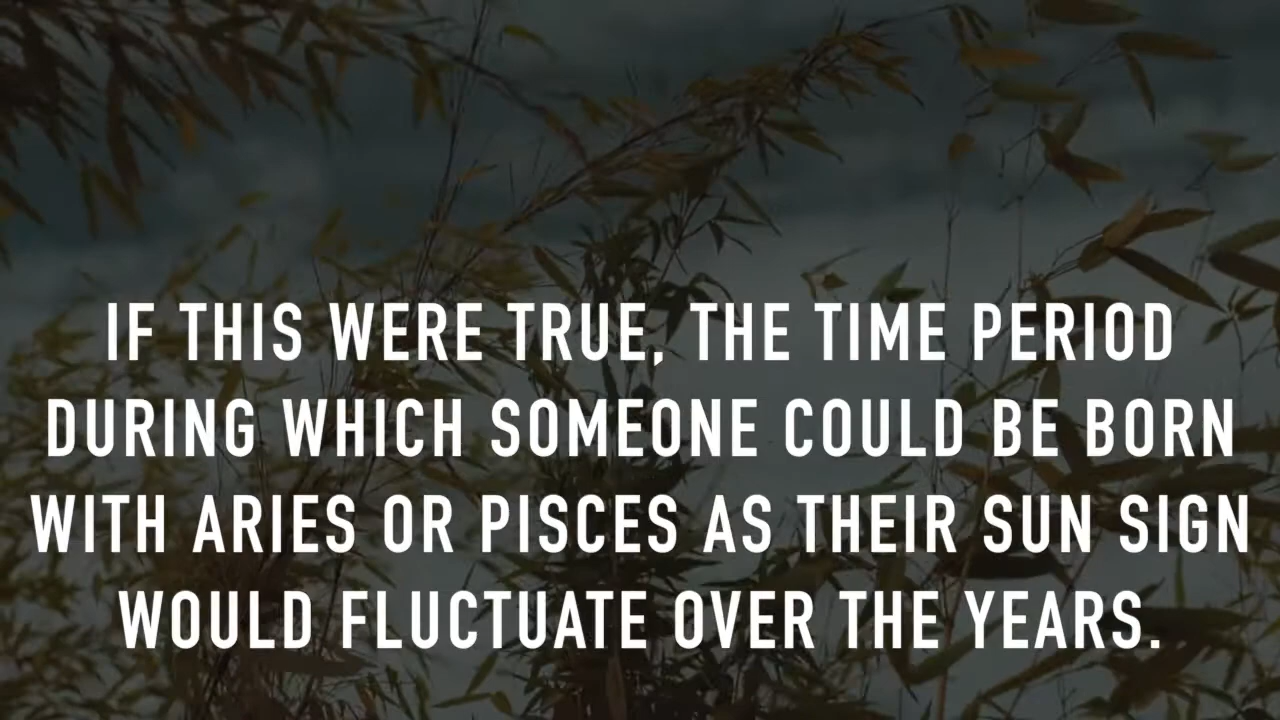 IF THIS WERE TRUE, THE TIME PERIOD
DURING WHICH SOMEONE COULD BE BORN
WITH ARIES OR PISCES AS THEIR SUN SIGN
WOULD FLUCTUATE OVER THE YEARS.